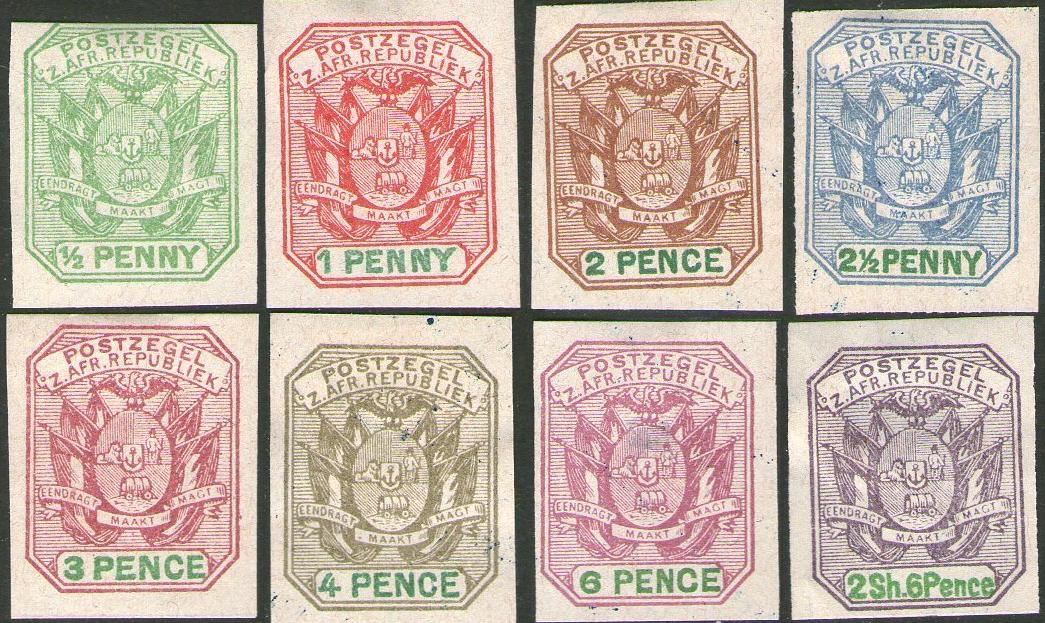 POSTZEGEL
Z. AFR. REPUBLIEK
EENDRAGT MAAKT MAGT
½ PENNY
POSTZEGEL
Z. AFR. REPUBLIEK
EENDRAGT MAAKT MAGT
1 PENNY
POSTZEGEL
Z. AFR. REPUBLIEK
EENDRAGT MAAKT MAGT
2 PENCE
POSTZEGEL
Z. AFR. REPUBLIEK
EENDRAGT MAAKT MAGT
2½ PENNY
POSTZEGEL
Z. AFR. REPUBLIEK
EENDRAGT MAAKT MAGT
3 PENCE
POSTZEGEL
Z. AFR. REPUBLIEK
EENDRAGT MAAKT MAGT
4 PENCE
POSTZEGEL
Z. AFR. REPUBLIEK
EENDRAGT MAAKT MAGT
6 PENCE
POSTZEGEL
Z. AFR. REPUBLIEK
EENDRAGT MAAKT MAGT
2Sh.6Pence